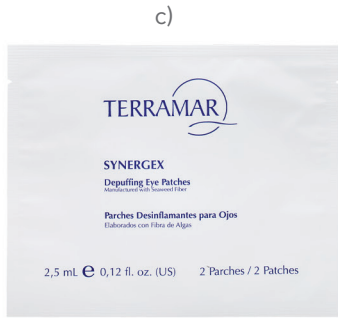 c)
TERRAMAR
SYNERGEX
Depuffing Eye Patches
Manufactured with Seaweed Fiber
Parches Desinflamantes para Ojos
Elaborados con Fibra de Algas
2,5 mL ℮ 0,12 fl. oz. (US) 2 Parches / 2 Patches